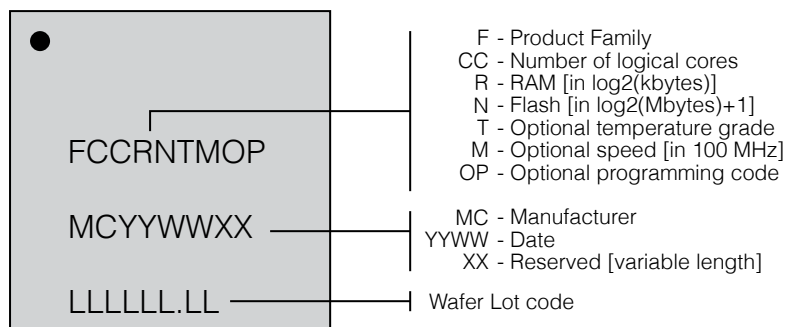 FCCRNTMOP
F - Product Family
CC - Number of logical cores
R - RAM [in log2(kbytes)]
N - Flash [in log2(Mbytes)+1]
T - Optional temperature grade
M - Optional speed [in 100 MHz]
OP - Optional programming code
MCYYWWXX
MC - Manufacturer
YYWW - Date
XX - Reserved [variable length]
LLLLLL.LL
Wafer Lot code